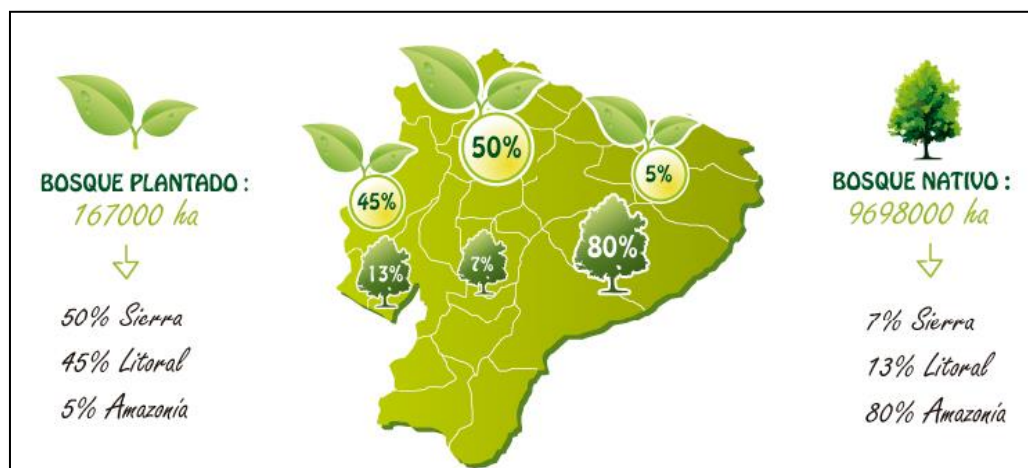 BOSQUE PLANTADO :
167000 ha
50% Sierra
45% Litoral
5% Amazonía
50%
5%
45%
80%
13%
7%
BOSQUE NATIVO :
9698000 ha
7% Sierra
13% Litoral
80% Amazonía